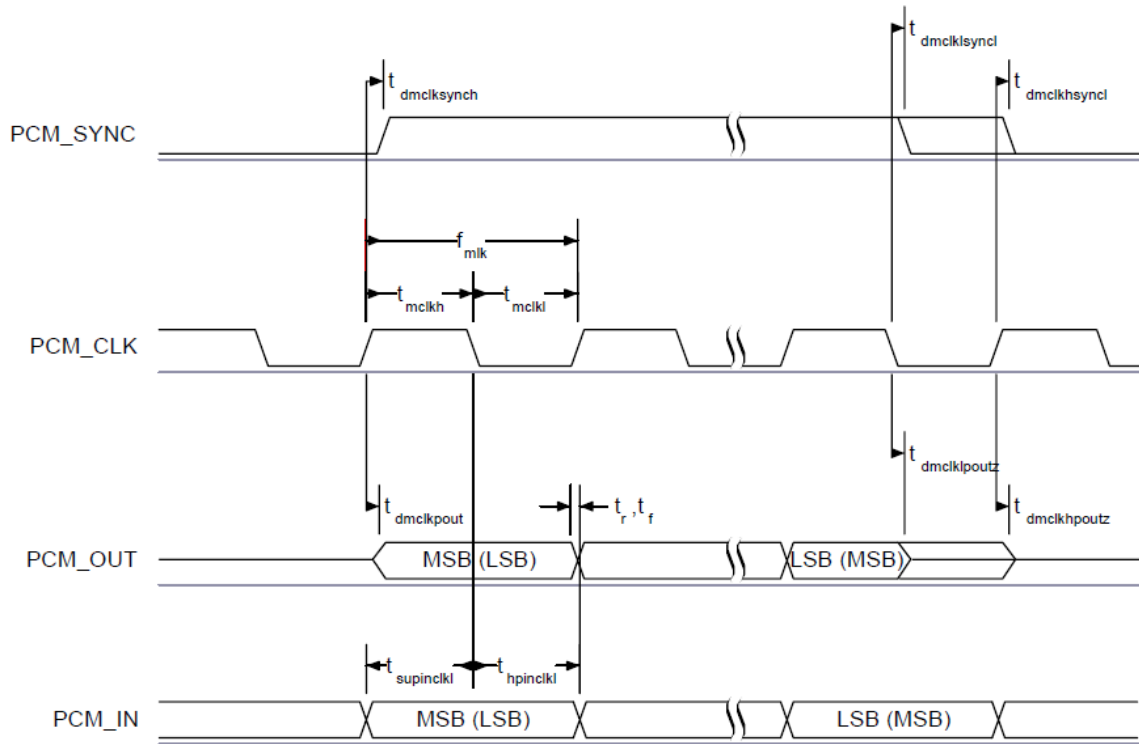 t dmclklsyncl
t dmclksynch
t dmclkhsyncl
PCM_SYNC
f mlk
t mclkh
t mclkl
PCM_CLK
t dmclklpoutz
t dmclkpout
t r ,t f
t dmclkhpoutz
PCM_OUT
MSB (LSB)
LSB (MSB)
t supinclkl
t hpinclkl
PCM_IN
MSB (LSB)
LSB (MSB)